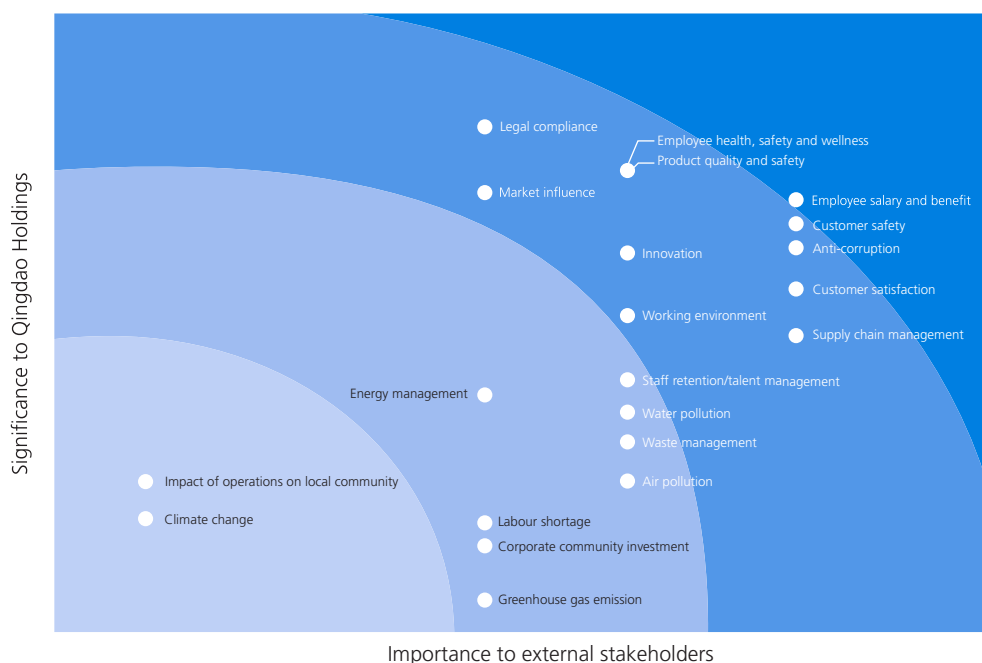 Significance to Qingdao Holdings
Legal compliance
Employee health, safety and wellness
Product quality and safety
Market influence
Employee salary and benefit
Customer safety
Anti-corruption
Innovation
Customer satisfaction
Working environment
Supply chain management
Staff retention/talent management
Energy management
Water pollution
Waste management
Impact of operations on local community
Air pollution
Climate change
Labour shortage
Corporate community investment
Greenhouse gas emission
Importance to external stakeholders